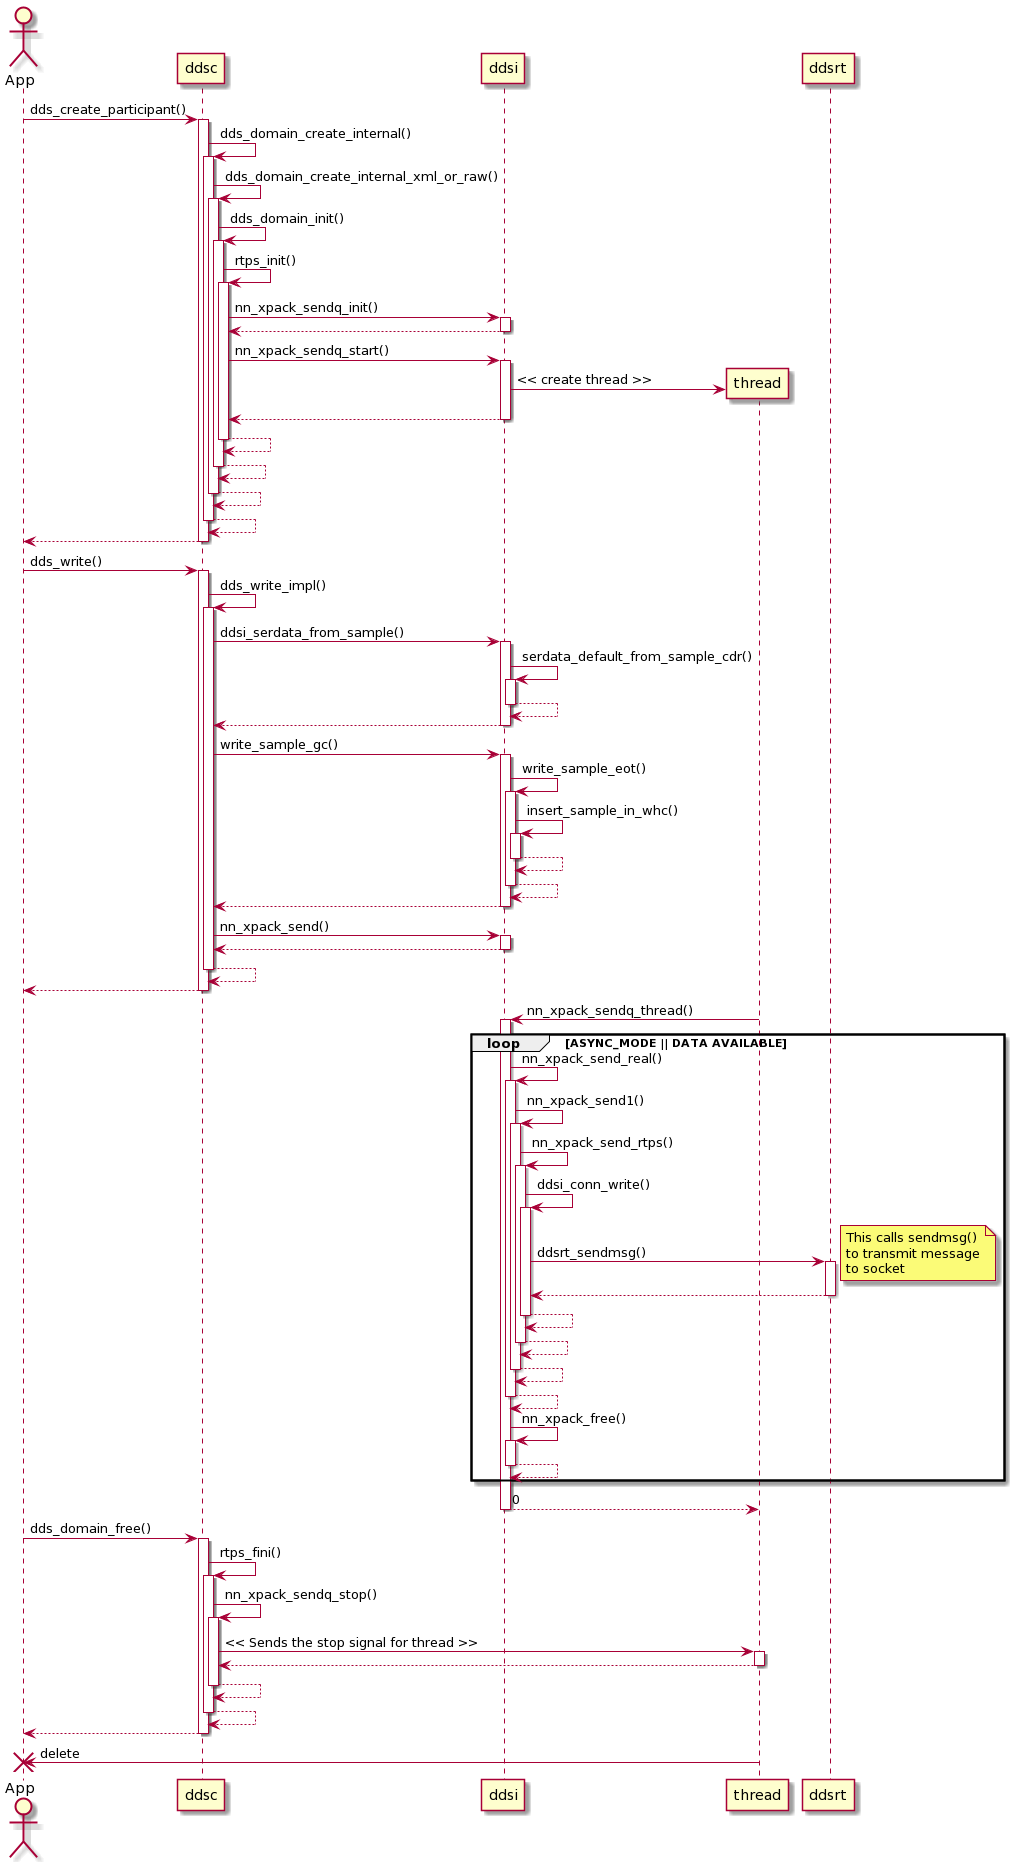 App
ddsc
ddsi
ddsrt
dds_create_participant()
dds_domain_create_internal()
dds_domain_create_internal_xml_or_raw()
dds_domain_init()
rtps_init()
nn_xpack_sendq_init()
nn_xpack_sendq_start()
<< create thread >>
thread
dds_write()
dds_write_impl()
ddsi_serdata_from_sample()
serdata_default_from_sample_cdr()
write_sample_gc()
write_sample_eot()
insert_sample_in_whc()
nn_xpack_send()
nn_xpack_sendq_thread()
loop
[ASYNC_MODE || DATA AVAILABLE]
nn_xpack_send_real()
nn_xpack_send1()
nn_xpack_send_rtps()
ddsi_conn_write()
ddsrt_sendmsg()
This calls sendmsg()
to transmit message
to socket
nn_xpack_free()
0
dds_domain_free()
rtps_fini()
nn_xpack_sendq_stop()
<< Sends the stop signal for thread >>
delete
App
ddsc
ddsi
thread
ddsrt